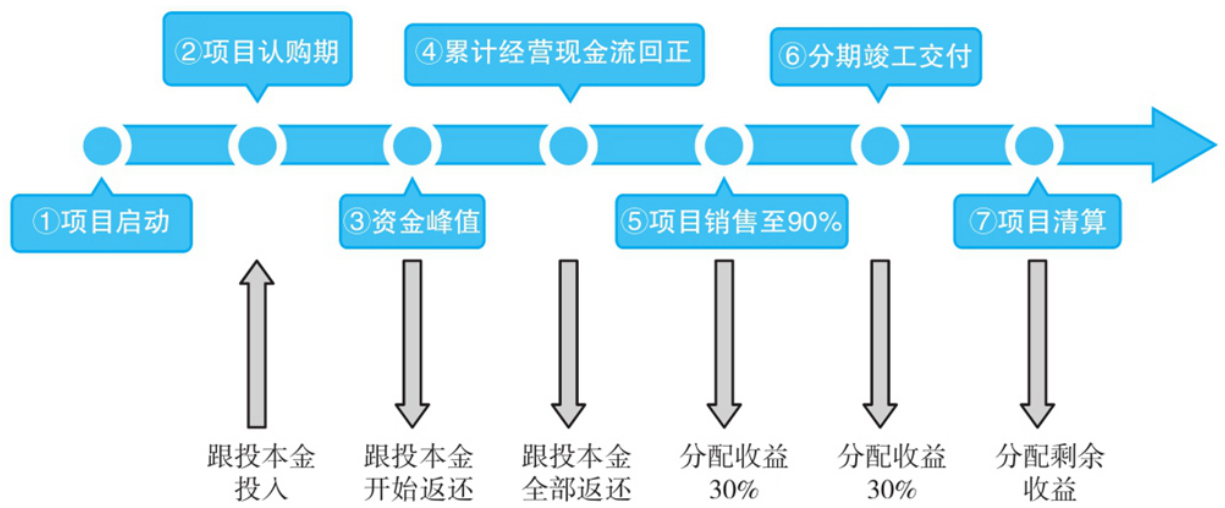 ②项目认购期
④累计经营现金流回正
⑥分期竣工交付
①项目启动
③资金峰值
⑤项目销售至90%
⑦项目清算
跟投本金
投入
跟投本金
开始返还
跟投本金
全部返还
分配收益
30%
分配收益
30%
分配剩余
收益